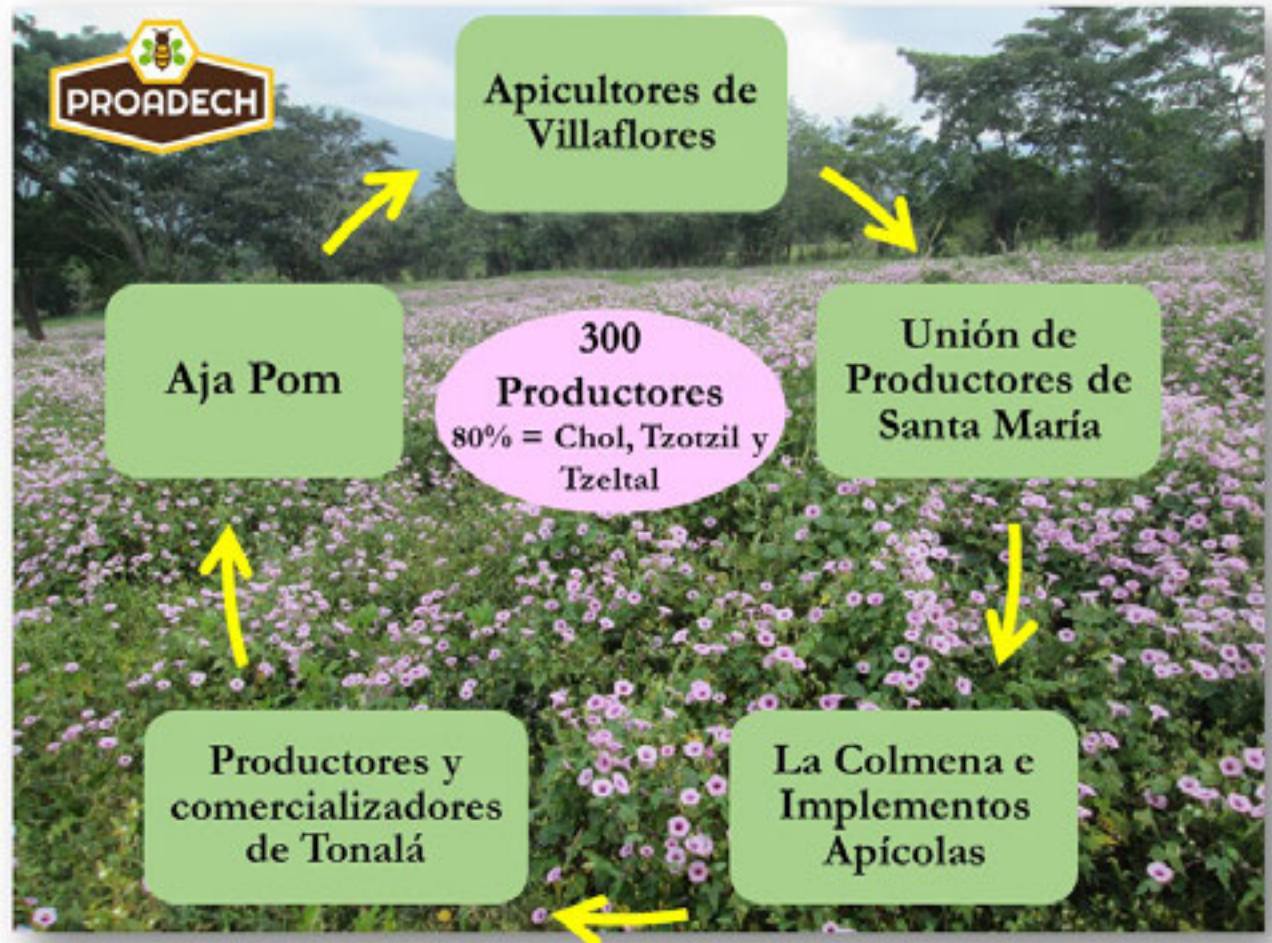 PROADECH
Apicultores de
Villaflores
Aja Pom
300
Productores
80% = Chol, Tzotzil y
Tzeltal
Unión de
Productores de
Santa María
Productores y
comercializadores
de Tonalá
La Colmena e
Implementos
Apícolas